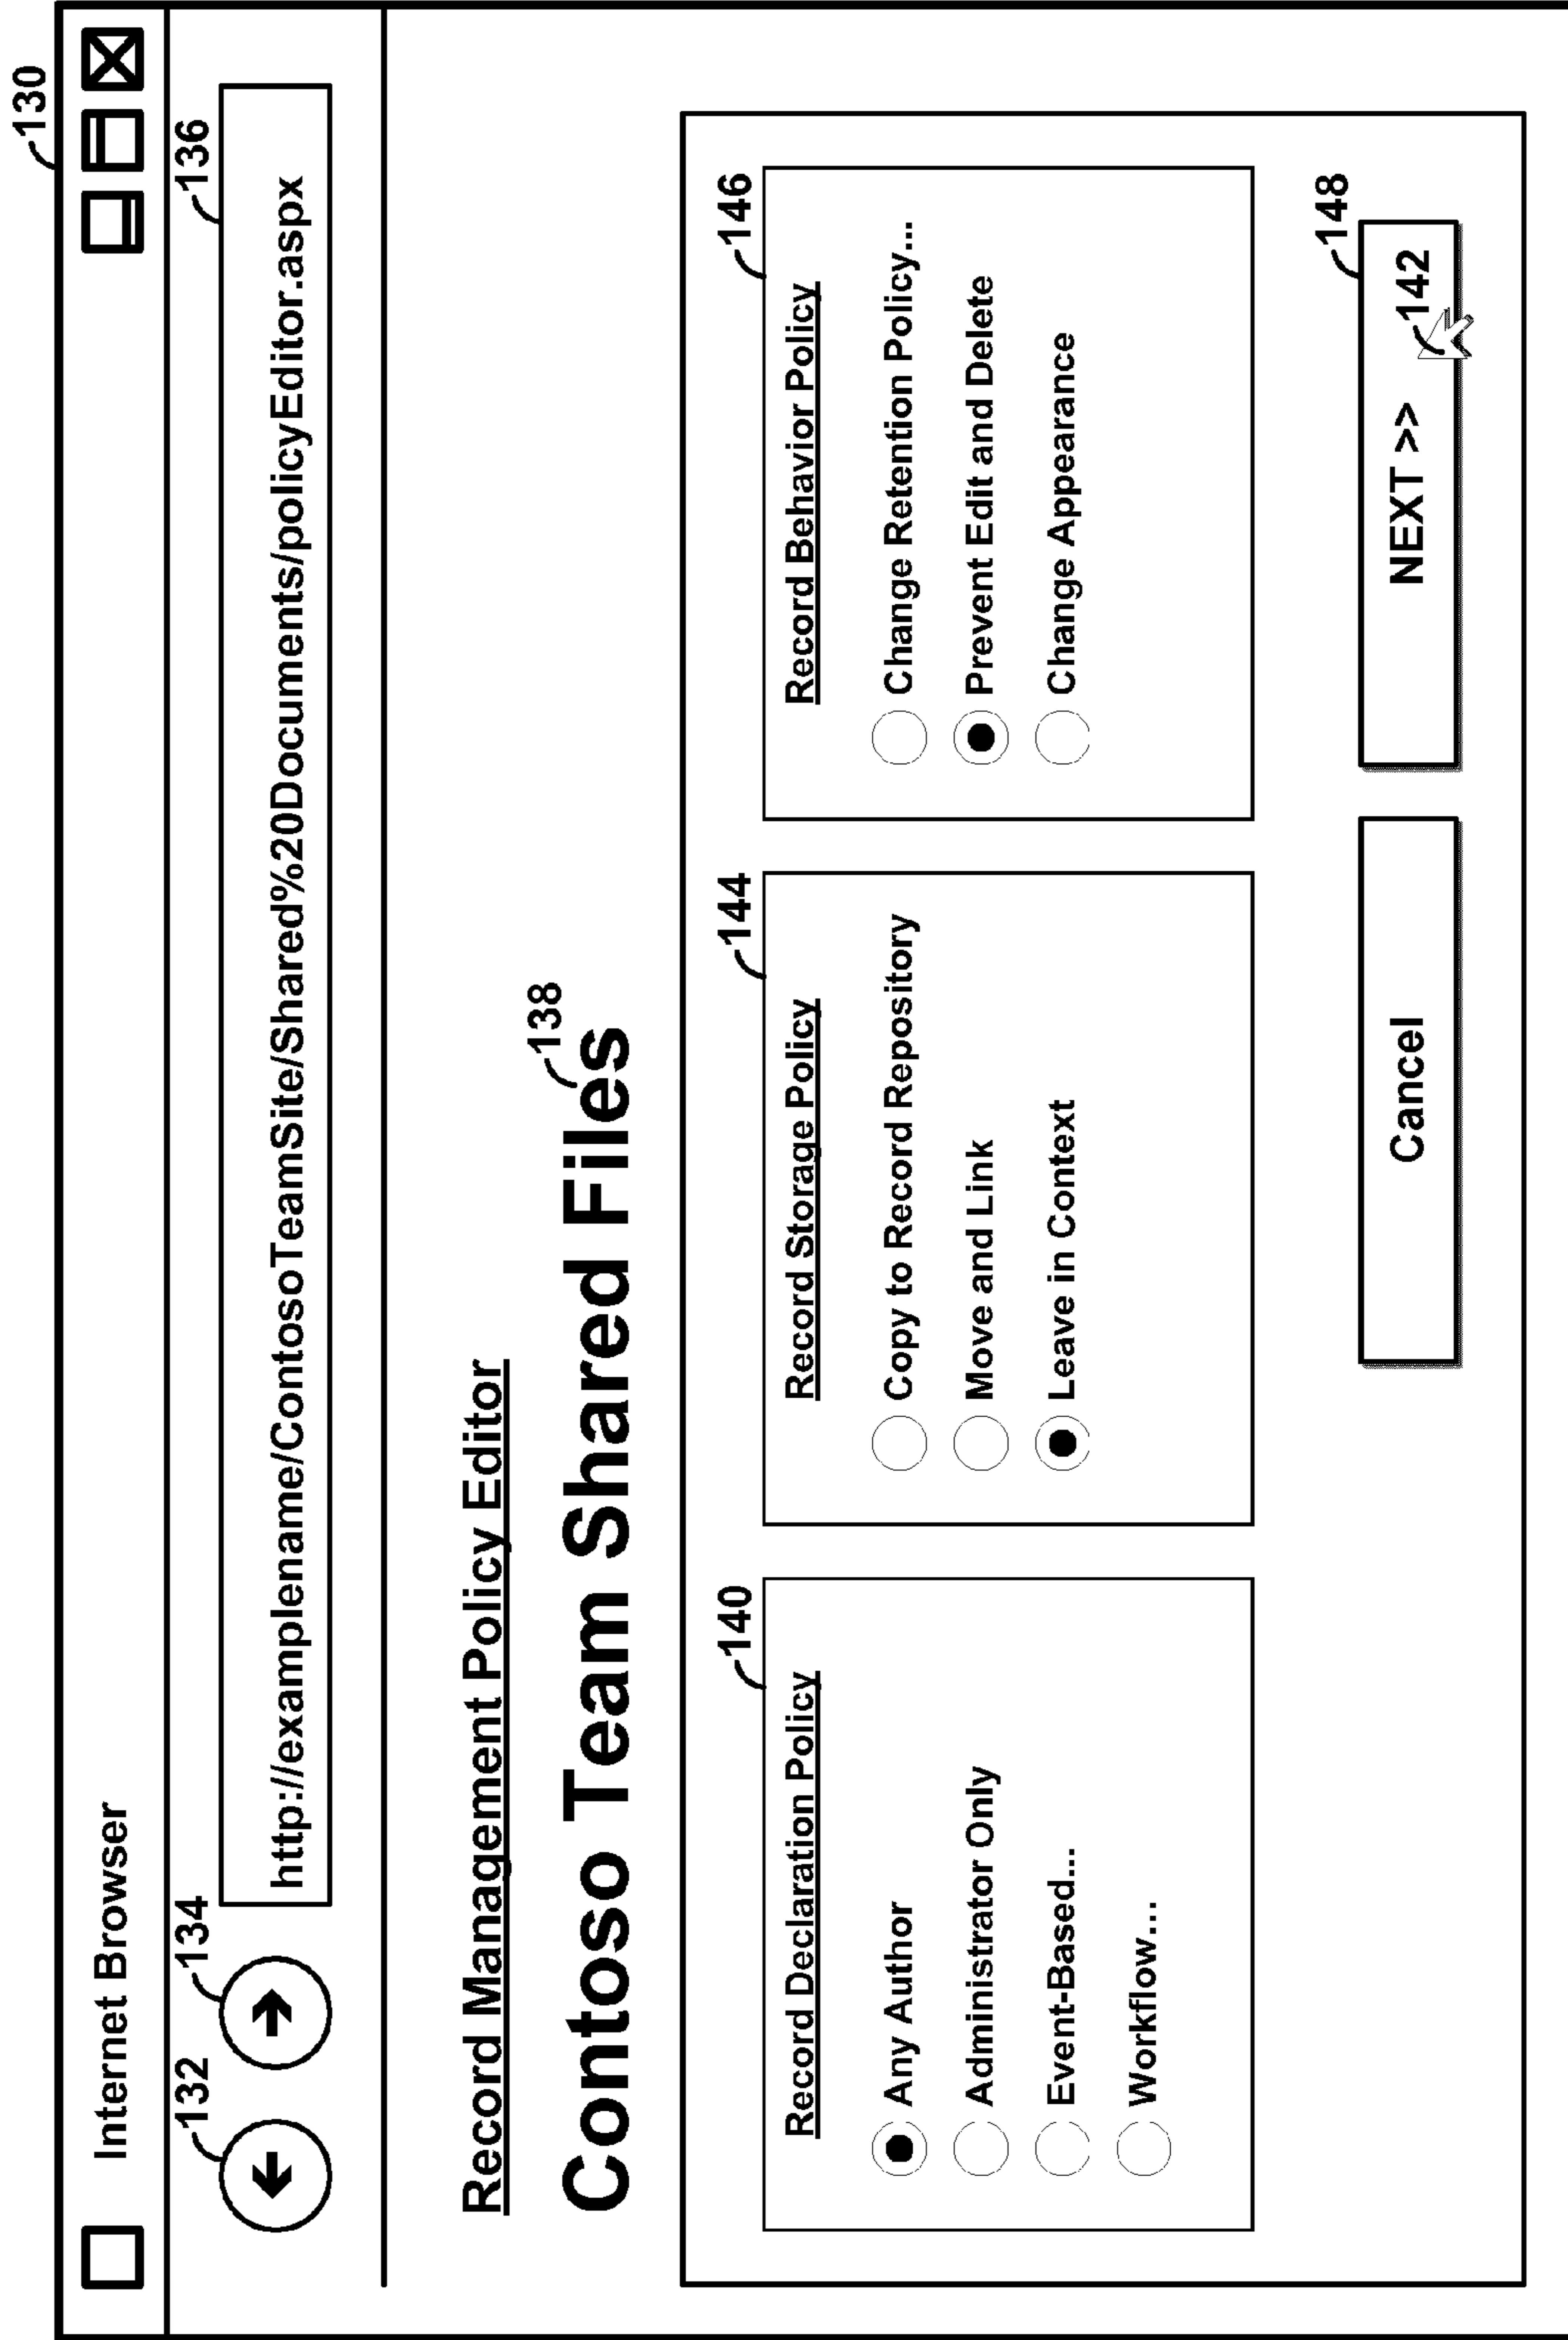 130
Internet Browser
132
134
136
http://examplename/ContosoTeamSite/Shared%20Documents/policyEditor.aspx
Record Management Policy Editor
138
Contoso Team Shared Files
140
Record Declaration Policy
Any Author
Administrator Only
Event-Based...
Workflow...
144
Record Storage Policy
Copy to Record Repository
Move and Link
Leave in Context
146
Record Behavior Policy
Change Retention Policy...
Prevent Edit and Delete
Change Appearance
148
Cancel
NEXT >>
142